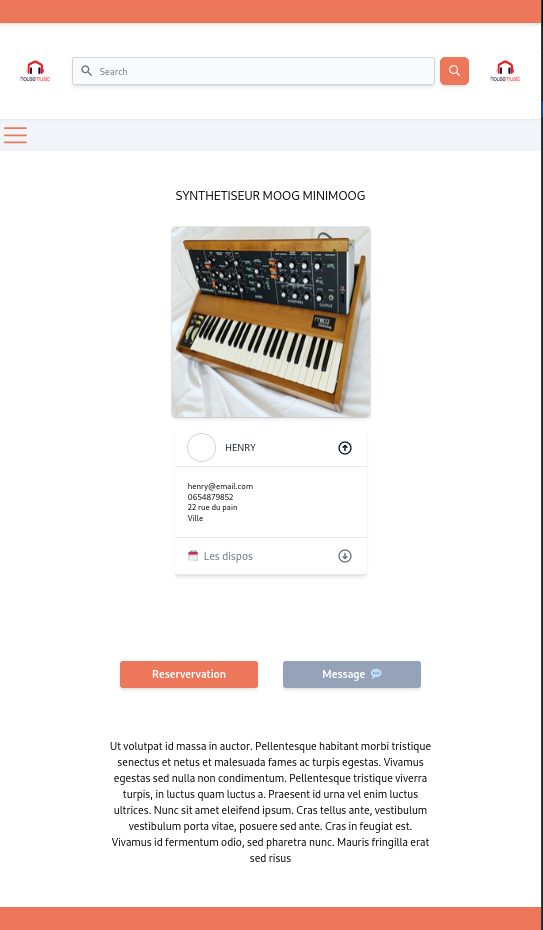 housemusic
Search
housemusic
SYNTHETISEUR MOOG MINIMOOG
moog
HENRY
henry@email.com
0654879852
22 rue du pain
Ville
Les dispos
Reservervation
Message
Ut volutpat id massa in auctor. Pellentesque habitant morbi tristique
senectus et netus et malesuada fames ac turpis egestas. Vivamus
egestas sed nulla non condimentum. Pellentesque tristique viverra
turpis, in luctus quam luctus a. Praesent id urna vel enim luctus
ultrices. Nunc sit amet eleifend ipsum. Cras tellus ante, vestibulum
vestibulum porta vitae, posuere sed ante. Cras in feugiat est.
Vivamus id fermentum odio, sed pharetra nunc. Mauris fringilla erat
sed risus